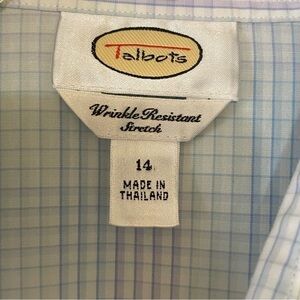 Talbots
Wrinkle Resistant
Stretch
14
MADE IN
THAILAND